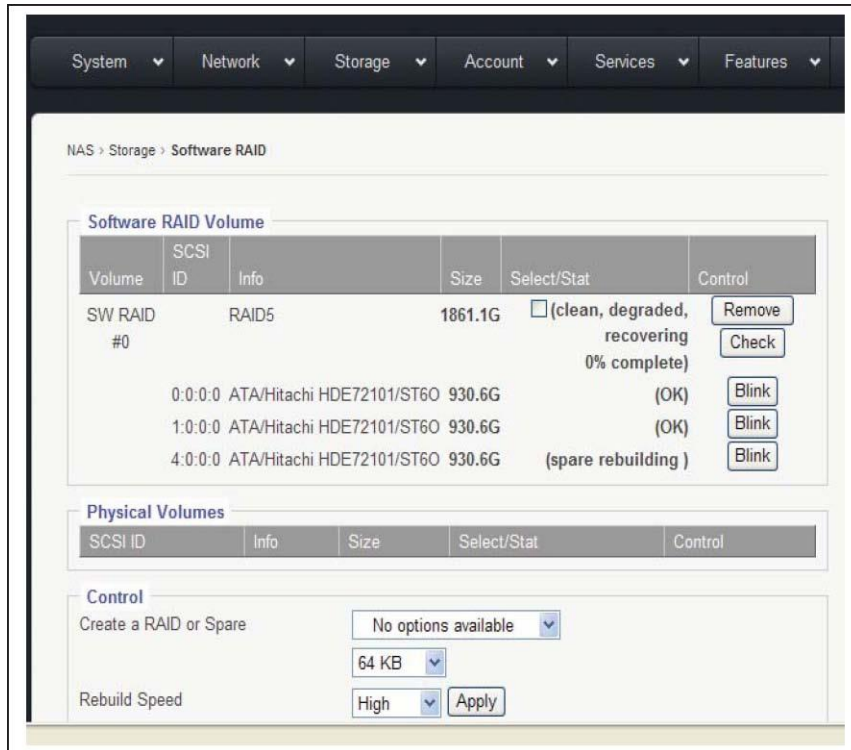 System Network Storage Account Services Features
NAS > Storage > Software RAID
Software RAID Volume
Volume SCSI ID Info Size Select/Stat Control
SW RAID #0 RAID5 1861.1G (clean, degraded, recovering 0% complete) Remove Check
0:0:0:0 ATA/Hitachi HDE72101/ST6O 930.6G (OK) Blink
1:0:0:0 ATA/Hitachi HDE72101/ST6O 930.6G (OK) Blink
4:0:0:0 ATA/Hitachi HDE72101/ST6O 930.6G (spare rebuilding ) Blink
Physical Volumes
SCSI ID Info Size Select/Stat Control
Control
Create a RAID or Spare No options available
64 KB
Rebuild Speed High Apply